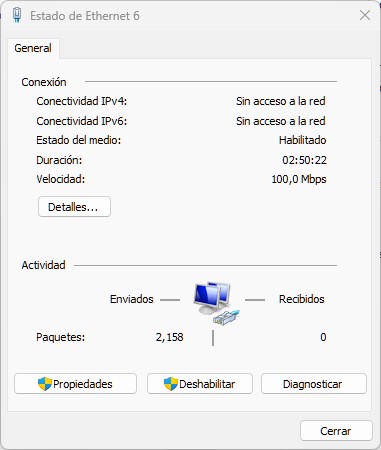 Estado de Ethernet 6
General
Conexión
Conectividad IPv4: Sin acceso a la red
Conectividad IPv6: Sin acceso a la red
Estado del medio: Habilitado
Duración: 02:50:22
Velocidad: 100,0 Mbps
Detalles...
Actividad
Enviados Recibidos
Paquetes: 2,158 0
Propiedades Deshabilitar Diagnosticar
Cerrar